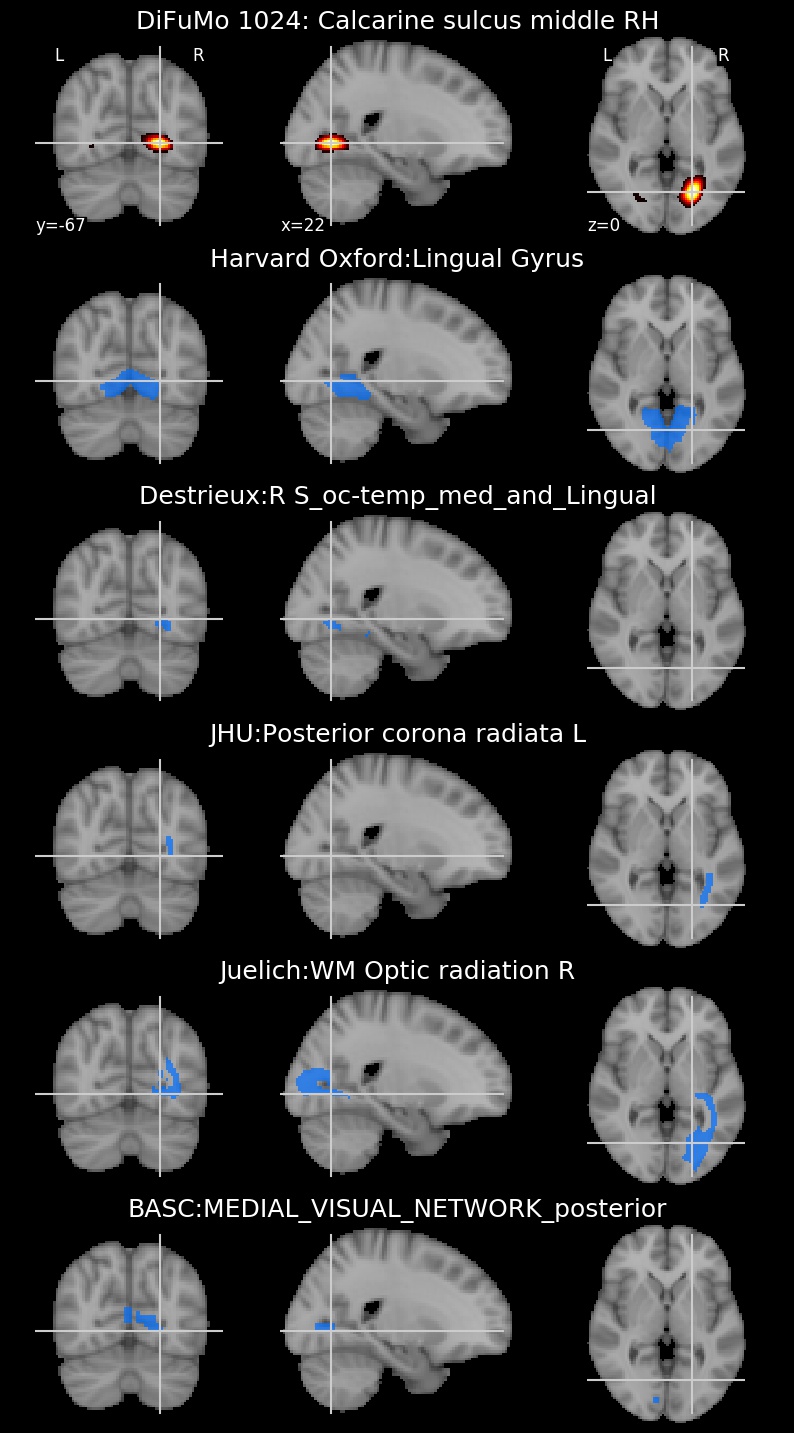 DiFuMo 1024: Calcarine sulcus middle RH
L R L R
y=-67 x=22 z=0
Harvard Oxford:Lingual Gyrus
Destrieux:R S_oc-temp_med_and_Lingual
JHU:Posterior corona radiata L
Juelich:WM Optic radiation R
BASC:MEDIAL_VISUAL_NETWORK_posterior